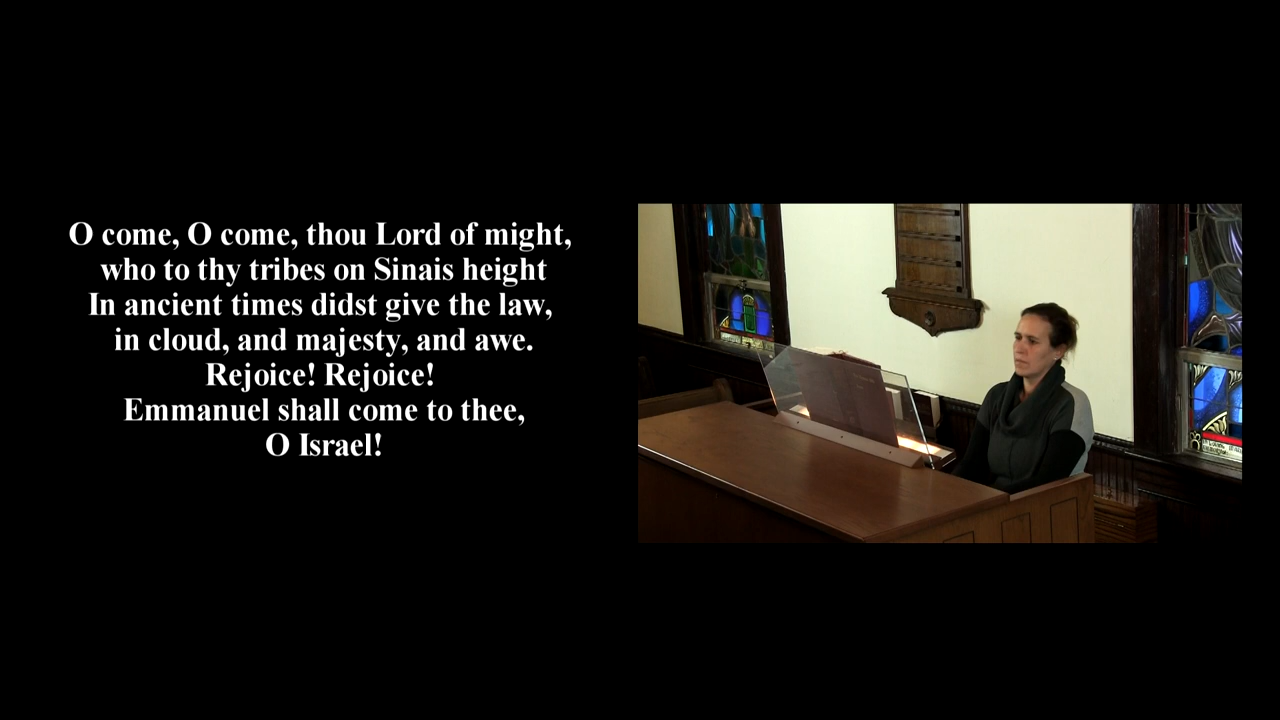 O come, O come, thou Lord of might,
who to thy tribes on Sinais height
In ancient times didst give the law,
in cloud, and majesty, and awe.
Rejoice! Rejoice!
Emmanuel shall come to thee,
O Israel!